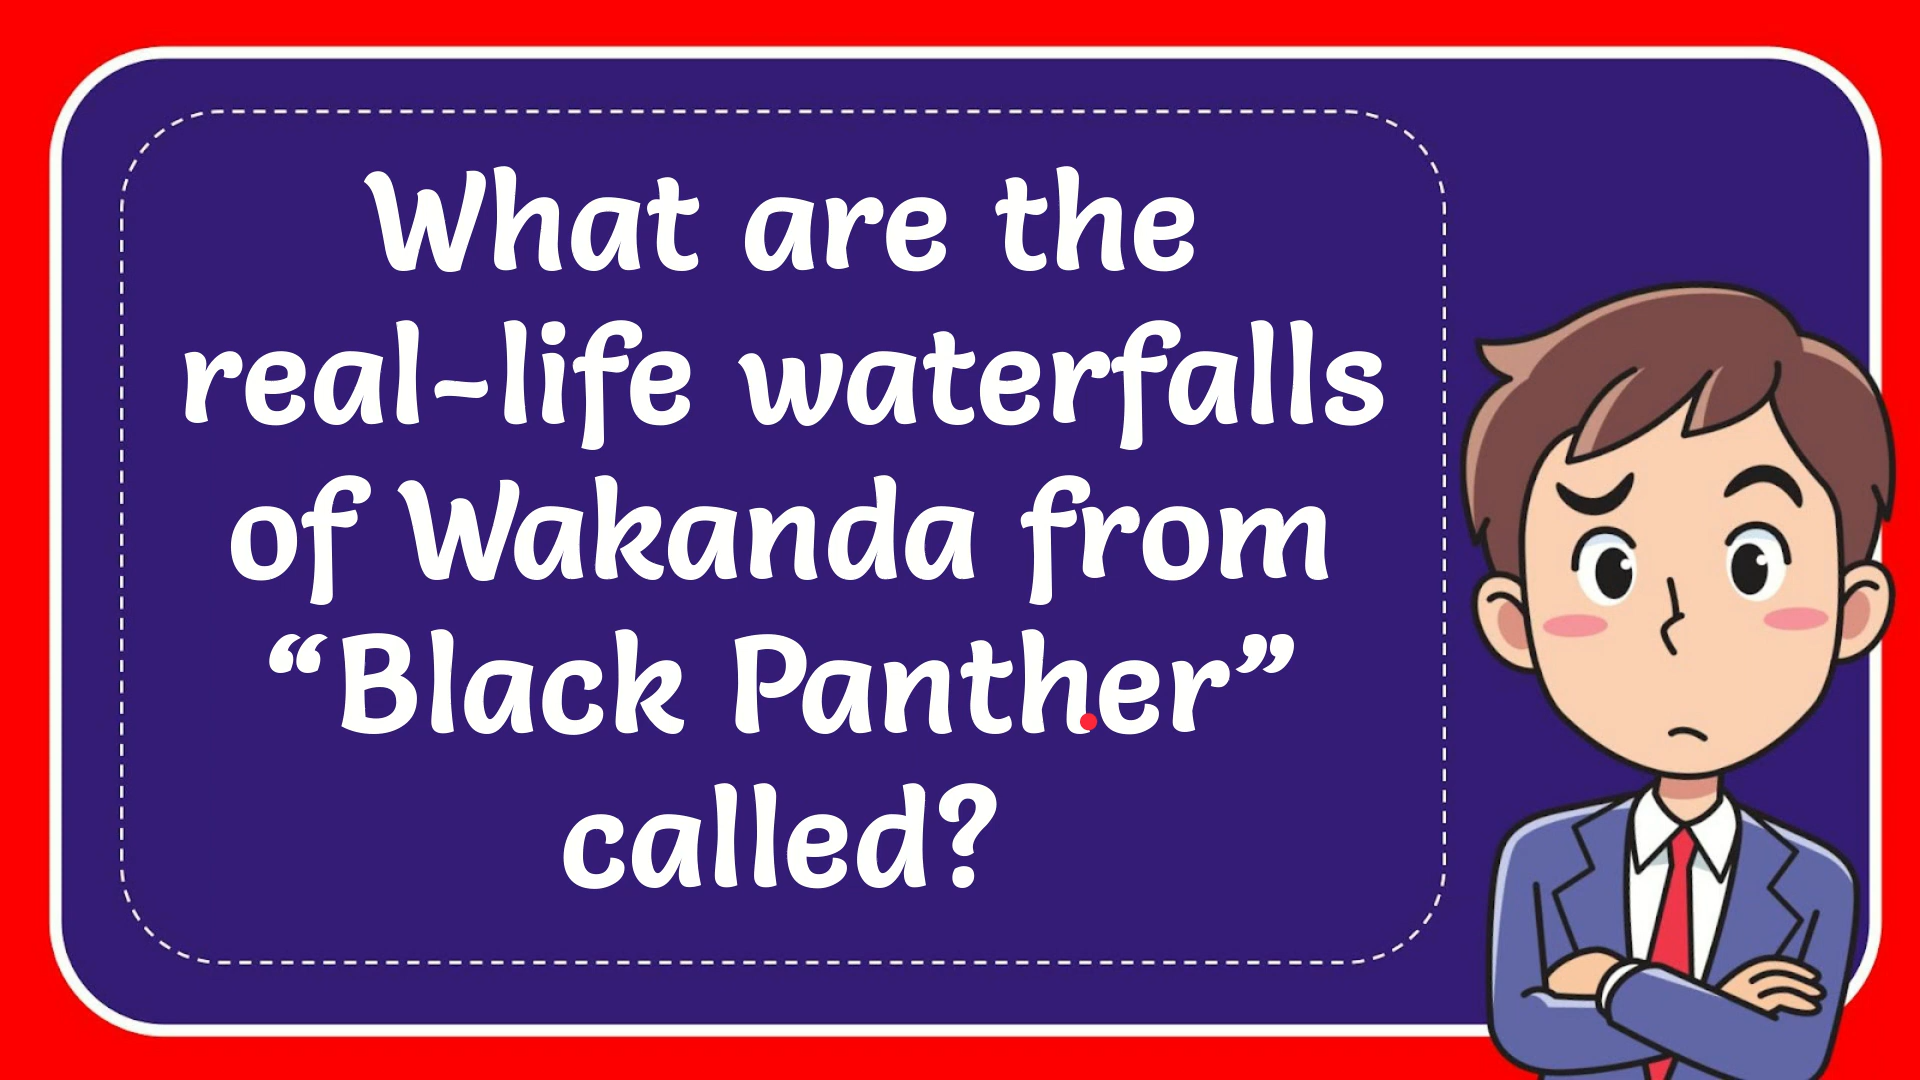 What are the
real-life waterfalls
of Wakanda from
“Black Panther”
called?